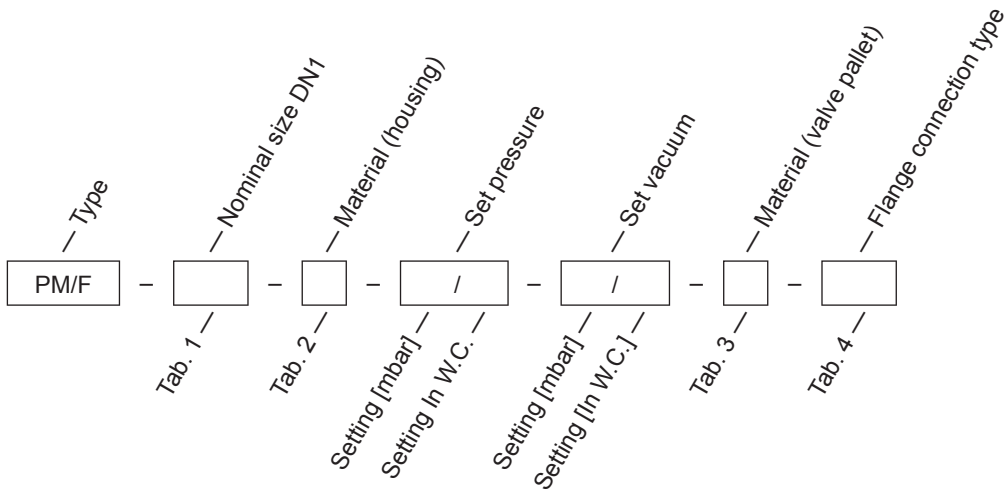 Type
Nominal size DN1
Material (housing)
Set pressure
Set vacuum
Material (valve pallet)
Flange connection type
PM/F – – – / – / – –
Tab. 1
Tab. 2
Setting [mbar]
Setting In W.C.
Setting [mbar]
Setting [In W.C.]
Tab. 3
Tab. 4